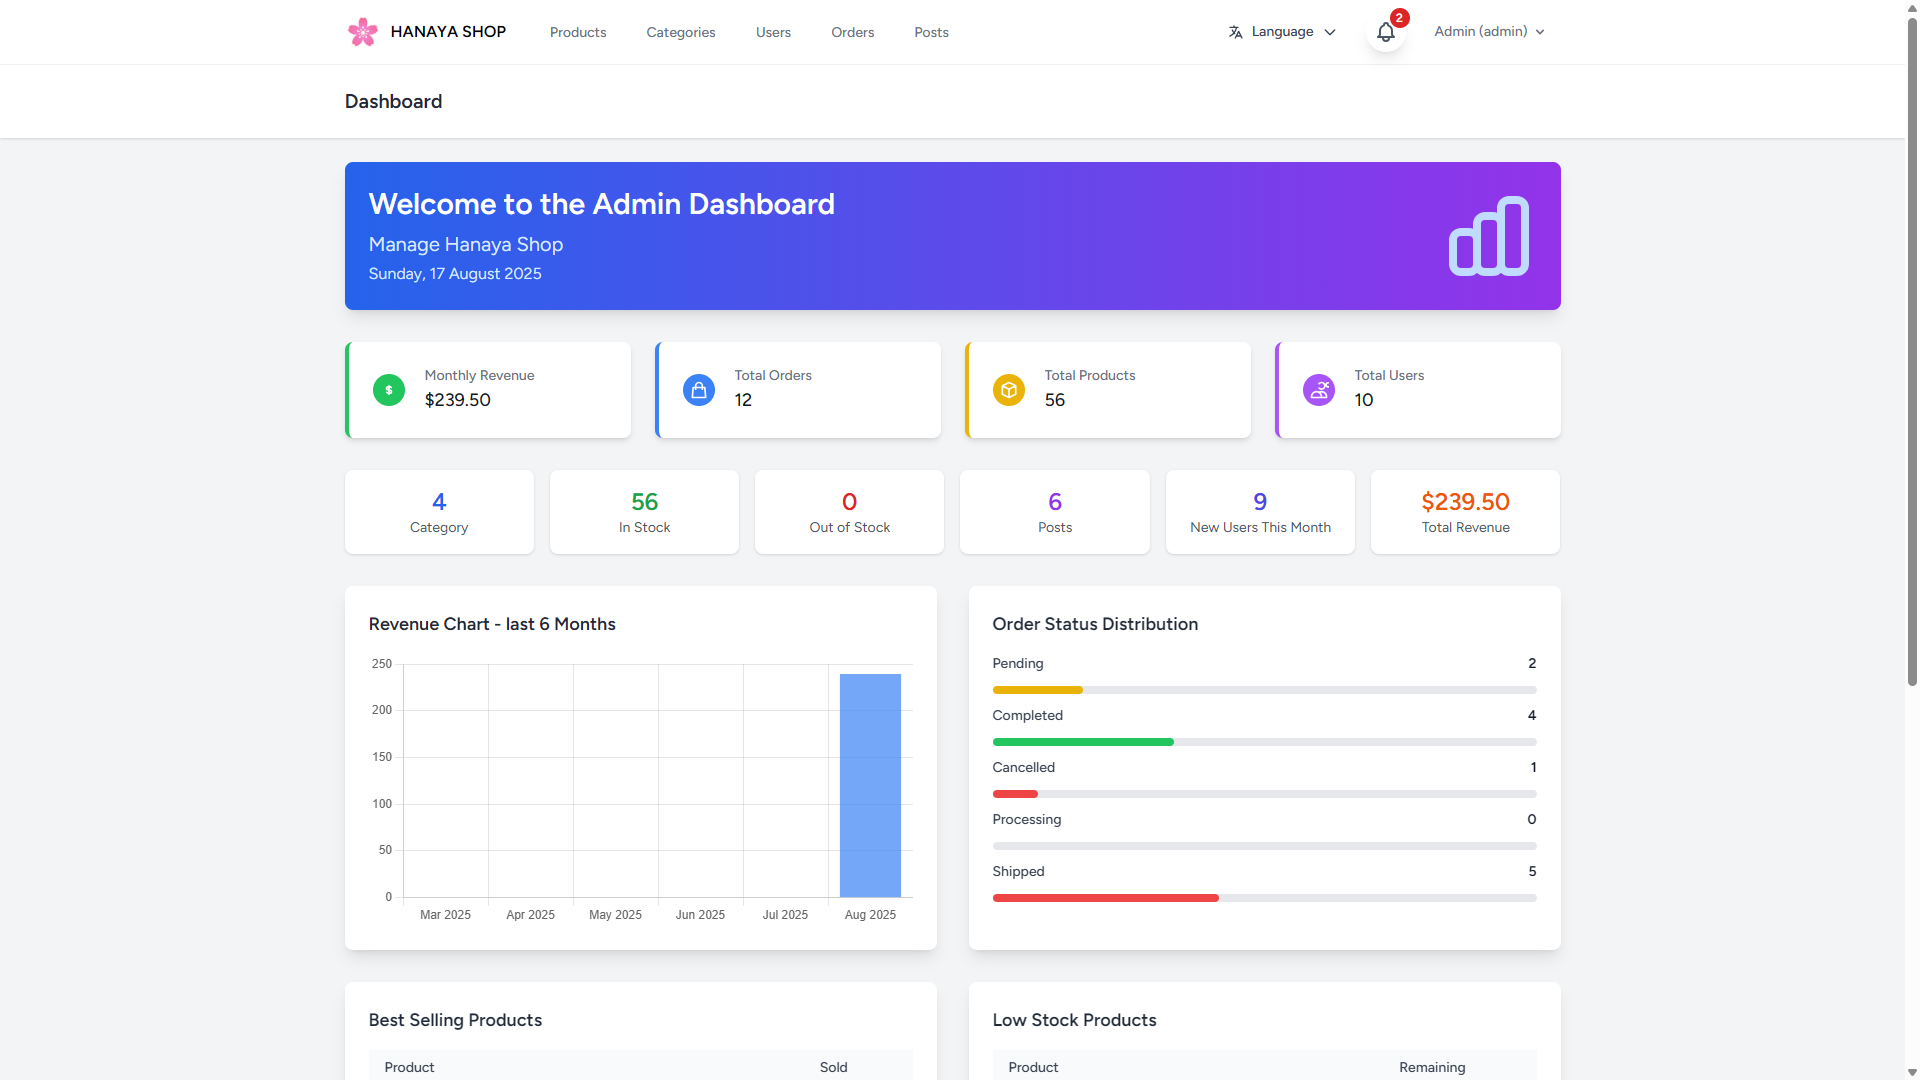 HANAYA SHOP Products Categories Users Orders Posts Language 2 Admin (admin)
Dashboard
Welcome to the Admin Dashboard
Manage Hanaya Shop
Sunday, 17 August 2025
Monthly Revenue
$239.50
Total Orders
12
Total Products
56
Total Users
10
4
Category
56
In Stock
0
Out of Stock
6
Posts
9
New Users This Month
$239.50
Total Revenue
Revenue Chart - last 6 Months
250
200
150
100
50
0
Mar 2025 Apr 2025 May 2025 Jun 2025 Jul 2025 Aug 2025
Order Status Distribution
Pending 2
Completed 4
Cancelled 1
Processing 0
Shipped 5
Best Selling Products
Product Sold
Low Stock Products
Product Remaining